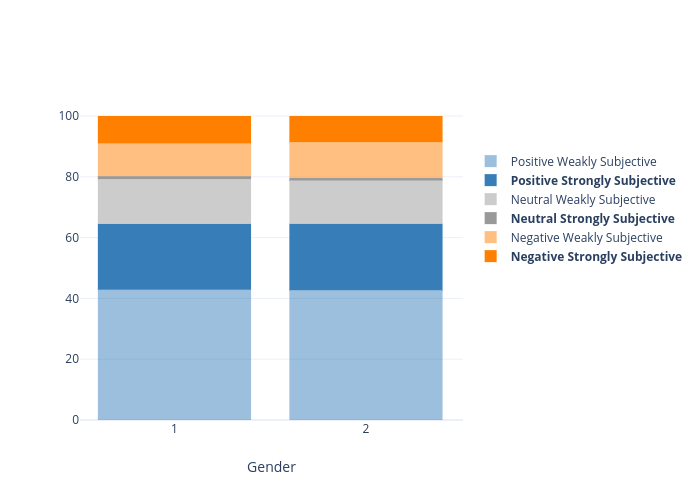 100
80
60
40
20
0
1
2
Gender
Positive Weakly Subjective
Positive Strongly Subjective
Neutral Weakly Subjective
Neutral Strongly Subjective
Negative Weakly Subjective
Negative Strongly Subjective